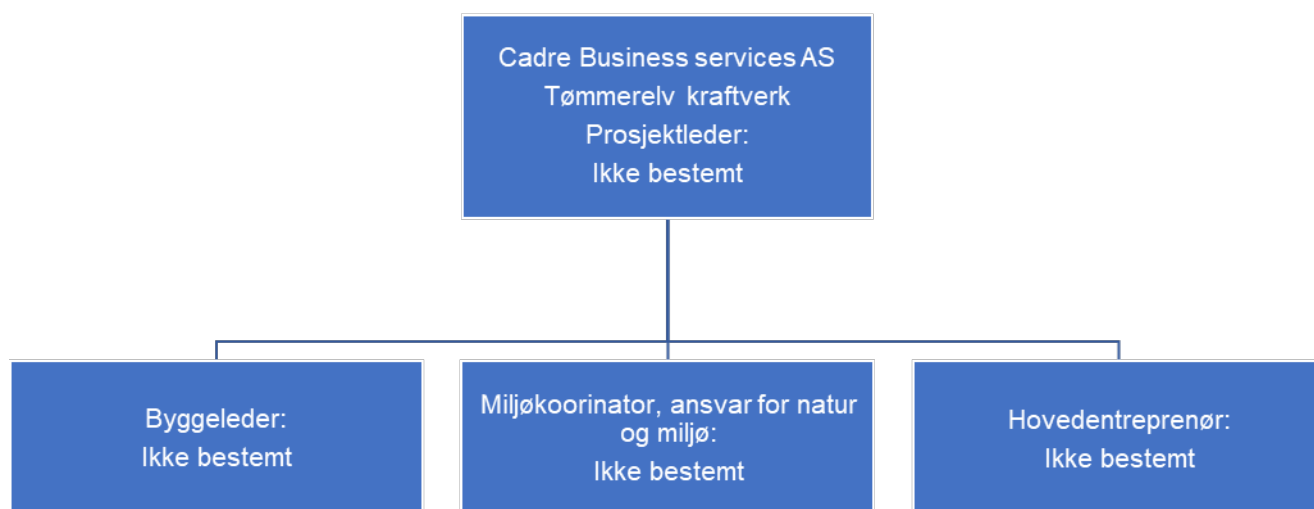 Cadre Business services AS
Tømmerelv kraftverk
Prosjektleder:
Ikke bestemt
Byggeleder:
Ikke bestemt
Miljøkoorinator, ansvar for natur
og miljø:
Ikke bestemt
Hovedentreprenør:
Ikke bestemt